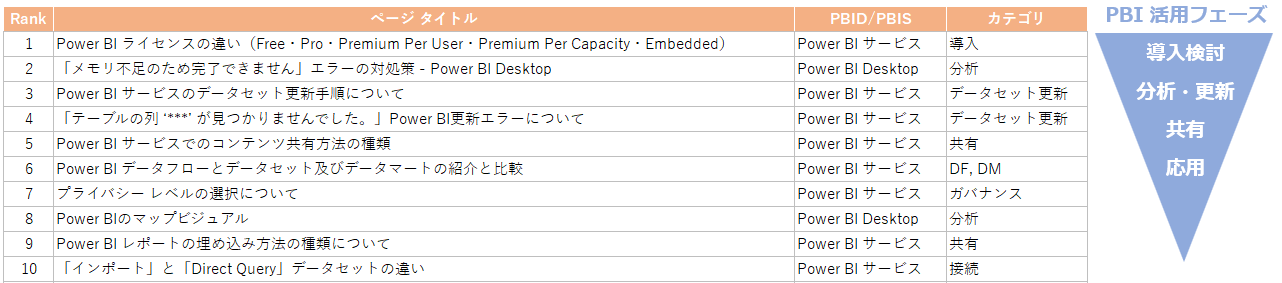 Rank ページ タイトル PBID/PBIS カテゴリ
1 Power BI ライセンスの違い（Free・Pro・Premium Per User・Premium Per Capacity・Embedded） Power BI サービス 導入
2 「メモリ不足のため完了できません」エラーの対処策 - Power BI Desktop Power BI Desktop 分析
3 Power BI サービスのデータセット更新手順について Power BI サービス データセット更新
4 「テーブルの列 ‘***’ が見つかりませんでした。」Power BI更新エラーについて Power BI サービス データセット更新
5 Power BI サービスでのコンテンツ共有方法の種類 Power BI サービス 共有
6 Power BI データフローとデータセット及びデータマートの紹介と比較 Power BI サービス DF, DM
7 プライバシー レベルの選択について Power BI サービス ガバナンス
8 Power BIのマップビジュアル Power BI Desktop 分析
9 Power BI レポートの埋め込み方法の種類について Power BI サービス 共有
10 「インポート」と「Direct Query」データセットの違い Power BI サービス 接続
PBI 活用フェーズ
導入検討
分析・更新
共有
応用